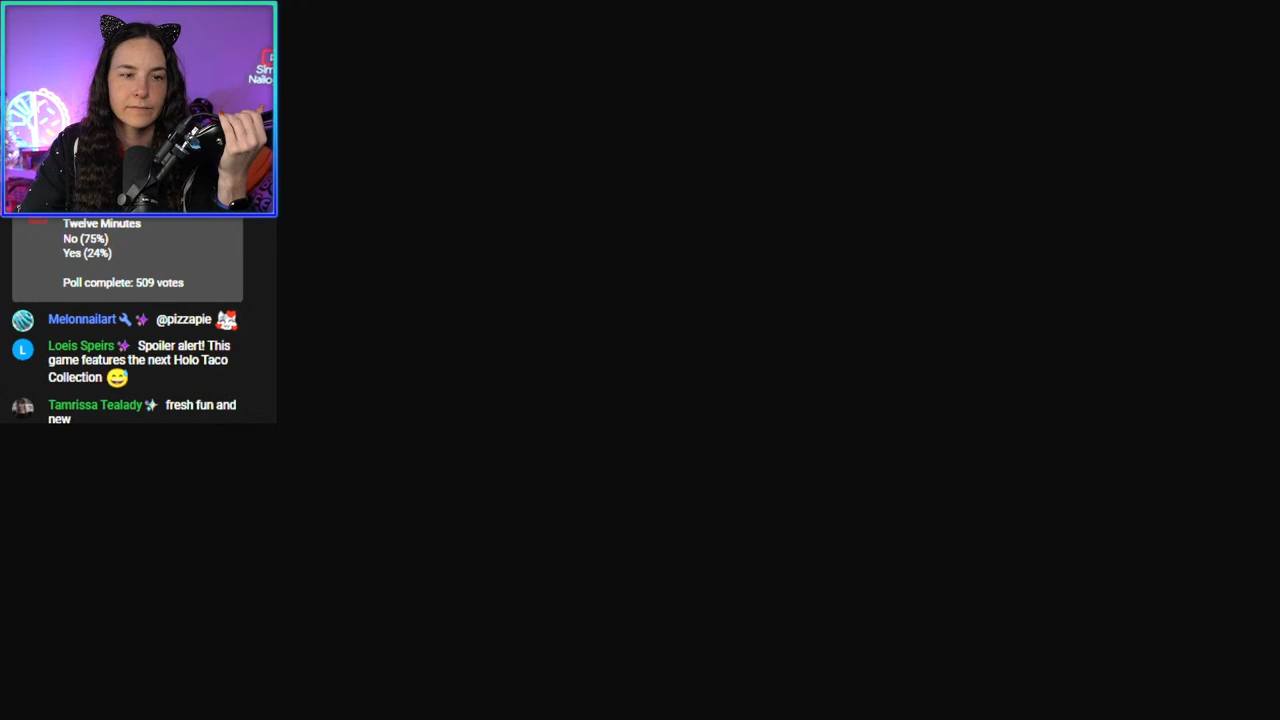 Twelve Minutes
No (75%)
Yes (24%)
Poll complete: 509 votes
Melonnailart @pizzapie
Loeis Speirs Spoiler alert! This
game features the next Holo Taco
Collection
L
Tamrissa Tealady fresh fun and
new